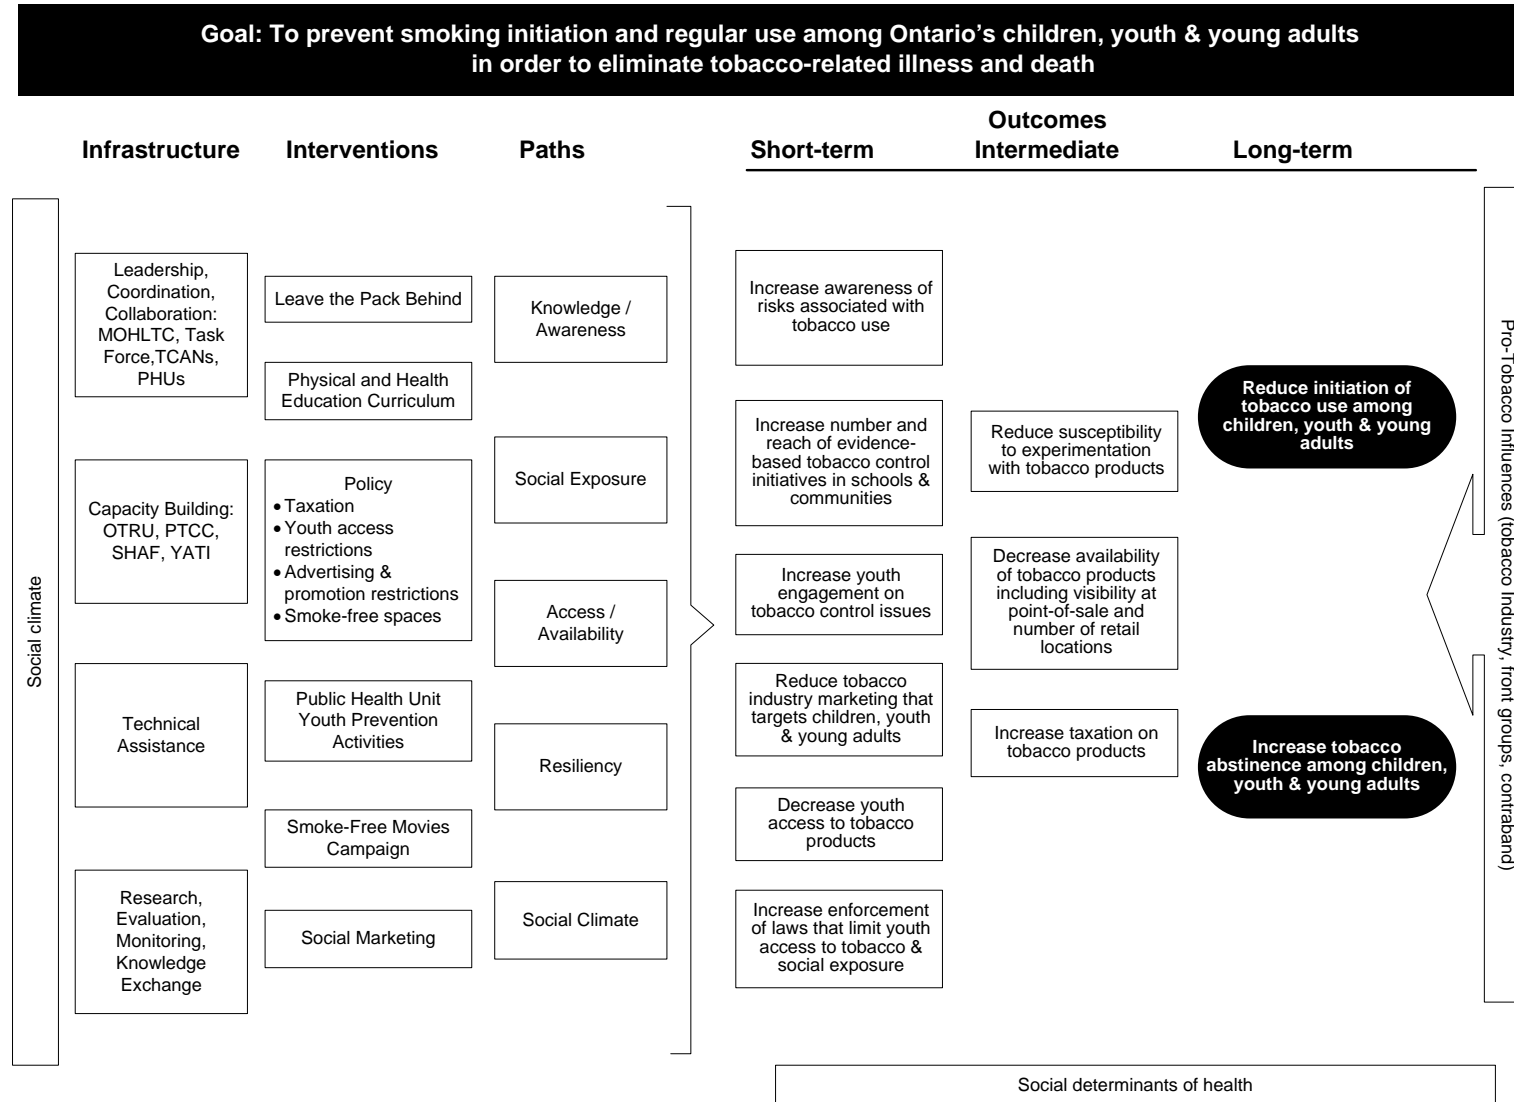 Goal: To prevent smoking initiation and regular use among Ontario's children, youth & young adults
in order to eliminate tobacco-related illness and death
Infrastructure
Interventions
Paths
Outcomes
Short-term
Intermediate
Long-term
Social climate
Leadership,
Coordination,
Collaboration:
MOHLTC, Task
Force,TCANs,
PHUs
Capacity Building:
OTRU, PTCC,
SHAF, YATI
Technical
Assistance
Research,
Evaluation,
Monitoring,
Knowledge
Exchange
Leave the Pack Behind
Physical and Health
Education Curriculum
Policy
• Taxation
• Youth access
restrictions
• Advertising &
promotion restrictions
• Smoke-free spaces
Public Health Unit
Youth Prevention
Activities
Smoke-Free Movies
Campaign
Social Marketing
Knowledge /
Awareness
Social Exposure
Access /
Availability
Resiliency
Social Climate
Increase awareness of
risks associated with
tobacco use
Increase number and
reach of evidence-
based tobacco control
initiatives in schools &
communities
Increase youth
engagement on
tobacco control issues
Reduce tobacco
industry marketing that
targets children, youth
& young adults
Decrease youth
access to tobacco
products
Increase enforcement
of laws that limit youth
access to tobacco &
social exposure
Reduce susceptibility
to experimentation
with tobacco products
Decrease availability
of tobacco products
including visibility at
point-of-sale and
number of retail
locations
Increase taxation on
tobacco products
Reduce initiation of
tobacco use among
children, youth & young
adults
Increase tobacco
abstinence among children,
youth & young adults
Pro-Tobacco Influences (tobacco Industry, front groups, contraband)
Social determinants of health